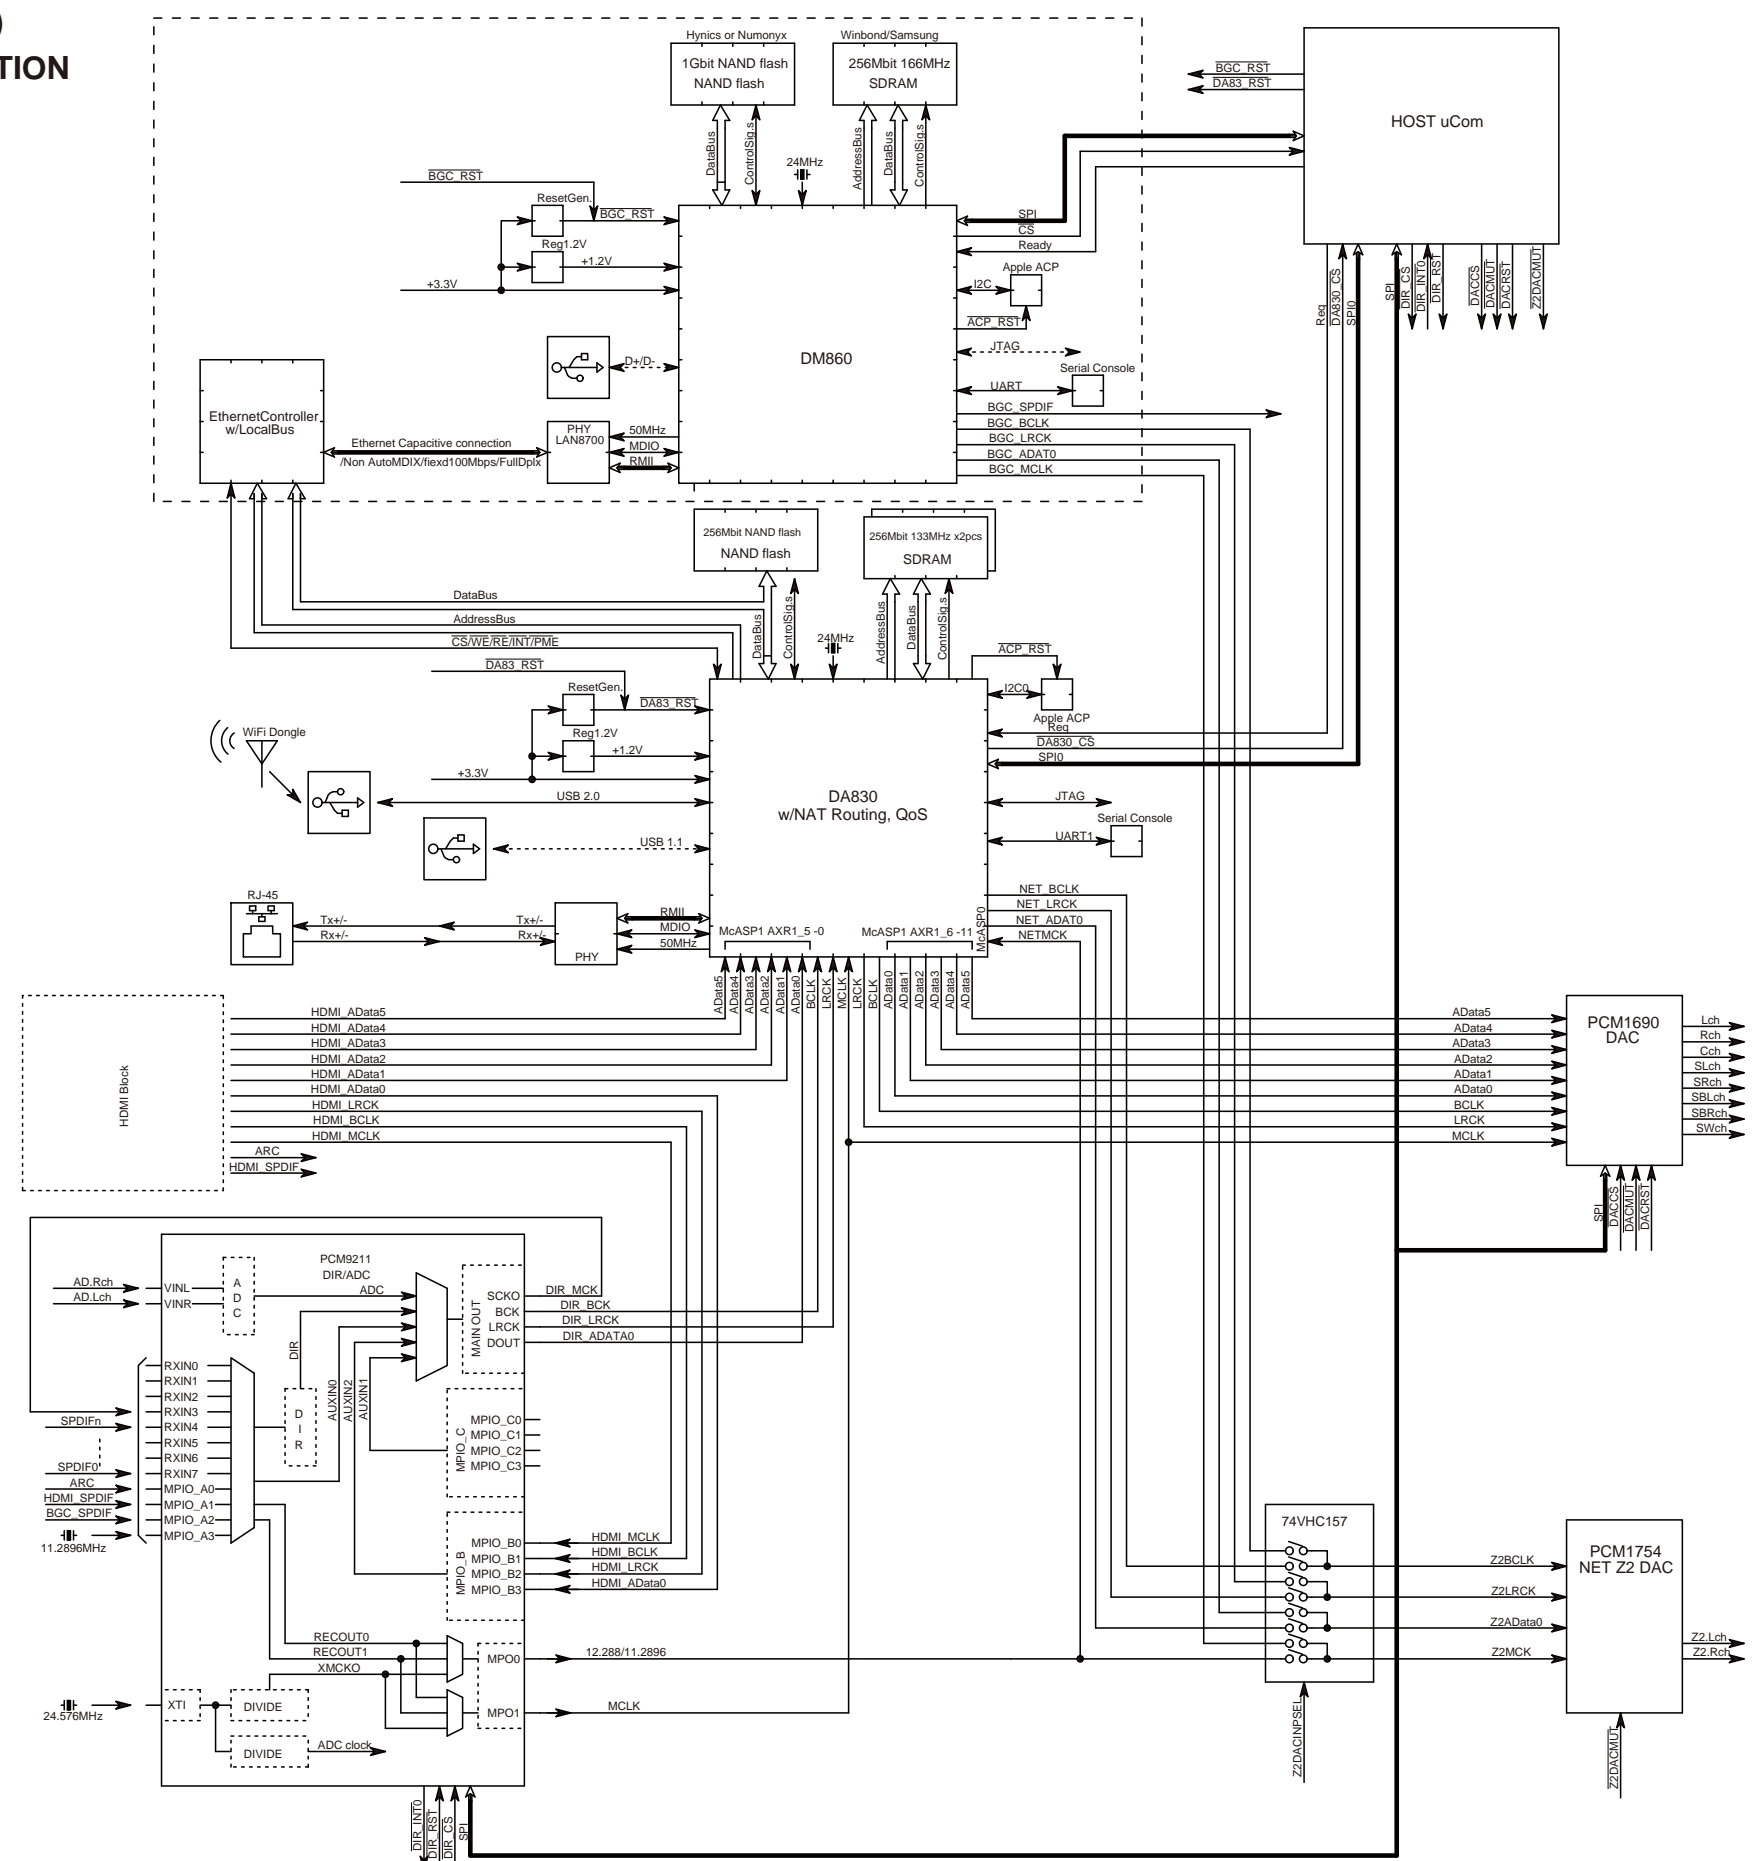 )
TION
Hynics or Numonyx
1Gbit NAND flash
NAND flash
Winbond/Samsung
256Mbit 166MHz
SDRAM
HOST uCom
BGC_RST
DA83_RST
DataBus
ControlSig.s
24MHz
AddressBus
DataBus
ControlSig.s
BGC_RST
ResetGen.
BGC_RST
Reg1.2V
+1.2V
+3.3V
SPI
CS
Ready
Apple ACP
I2C
ACP_RST
JTAG
Serial Console
UART
DM860
D+/D-
BGC_SPDIF
BGC_BCLK
BGC_LRCK
BGC_ADAT0
BGC_MCLK
Req
DA830_CS
SPI0
SPI
DIR_CS
DIR_INT0
DIR_RST
DACCS
DACMUT
DACRST
Z2DACMUT
EthernetController
w/LocalBus
Ethernet Capacitive connection
/Non AutoMDIX/fiexd100Mbps/FullDplx
PHY
LAN8700
50MHz
MDIO
RMII
256Mbit NAND flash
NAND flash
256Mbit 133MHz x2pcs
SDRAM
DataBus
AddressBus
CS/WE/RE/INT/PME
DataBus
ControlSig.s
24MHz
AddressBus
DataBus
ControlSig.s
DA83_RST
ResetGen.
DA83_RST
Reg1.2V
+1.2V
+3.3V
ACP_RST
I2C0
Apple ACP
Req
DA830_CS
SPI0
WiFi Dongle
USB 2.0
USB 1.1
DA830
w/NAT Routing, QoS
JTAG
Serial Console
UART1
RJ-45
Tx+/-
Rx+/-
Tx+/-
Rx+/-
PHY
RMII
MDIO
50MHz
McASP1 AXR1_5 -0
McASP1 AXR1_6 -11
McASP0
NET_BCLK
NET_LRCK
NET_ADAT0
NETMCK
AData5
AData4
AData3
AData2
AData1
AData0
BCLK
LRCK
MCLK
LRCK
BCLK
AData0
AData1
AData2
AData3
AData4
AData5
HDMI Block
HDMI_AData5
HDMI_AData4
HDMI_AData3
HDMI_AData2
HDMI_AData1
HDMI_AData0
HDMI_LRCK
HDMI_BCLK
HDMI_MCLK
ARC
HDMI_SPDIF
AData5
AData4
AData3
AData2
AData1
AData0
BCLK
LRCK
MCLK
PCM1690
DAC
Lch
Rch
Cch
SLch
SRch
SBLch
SBRch
SWch
SPI
DACCS
DACMUT
DACRST
PCM9211
DIR/ADC
AD.Rch
AD.Lch
VINL
VINR
A
D
C
ADC
DIR
AUXIN0
AUXIN2
AUXIN1
MAIN OUT
SCKO
BCK
LRCK
DOUT
DIR_MCK
DIR_BCK
DIR_LRCK
DIR_ADATA0
RXIN0
RXIN1
RXIN2
RXIN3
RXIN4
RXIN5
RXIN6
RXIN7
MPIO_A0
MPIO_A1
MPIO_A2
MPIO_A3
SPDIFn
SPDIF0
ARC
HDMI_SPDIF
BGC_SPDIF
11.2896MHz
D
I
R
MPIO_C
MPIO_C0
MPIO_C1
MPIO_C2
MPIO_C3
MPIO_B
MPIO_B0
MPIO_B1
MPIO_B2
MPIO_B3
HDMI_MCLK
HDMI_BCLK
HDMI_LRCK
HDMI_AData0
RECOUT0
RECOUT1
XMCKO
MPO0
MPO1
12.288/11.2896
MCLK
24.576MHz
XTI
DIVIDE
DIVIDE
ADC clock
DIR_INT0
DIR_RST
DIR_CS
SPI
74VHC157
Z2DACINPSEL
Z2BCLK
Z2LRCK
Z2AData0
Z2MCK
PCM1754
NET Z2 DAC
Z2.Lch
Z2.Rch
Z2DACMUT